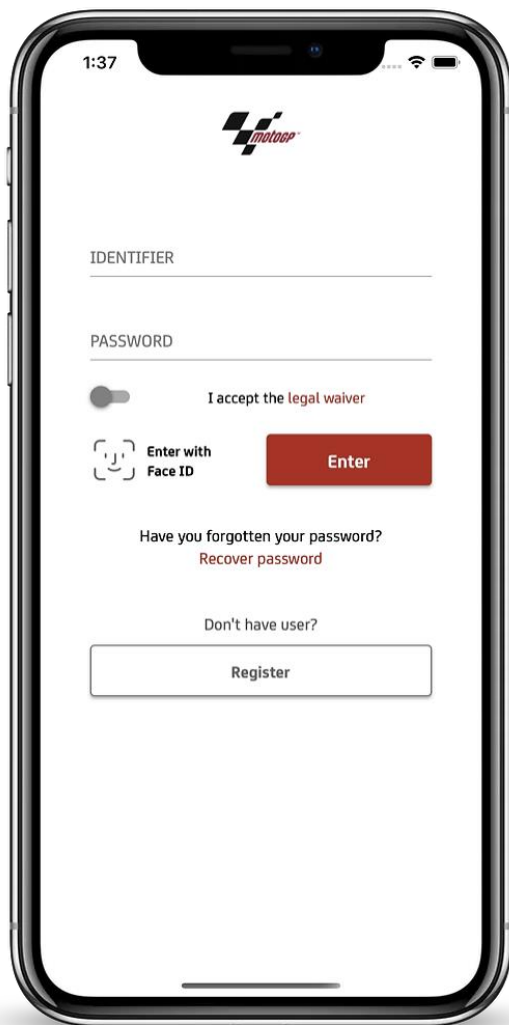 1:37
motoGP™
IDENTIFIER
PASSWORD
I accept the legal waiver
Enter with
Face ID
Enter
Have you forgotten your password?
Recover password
Don't have user?
Register